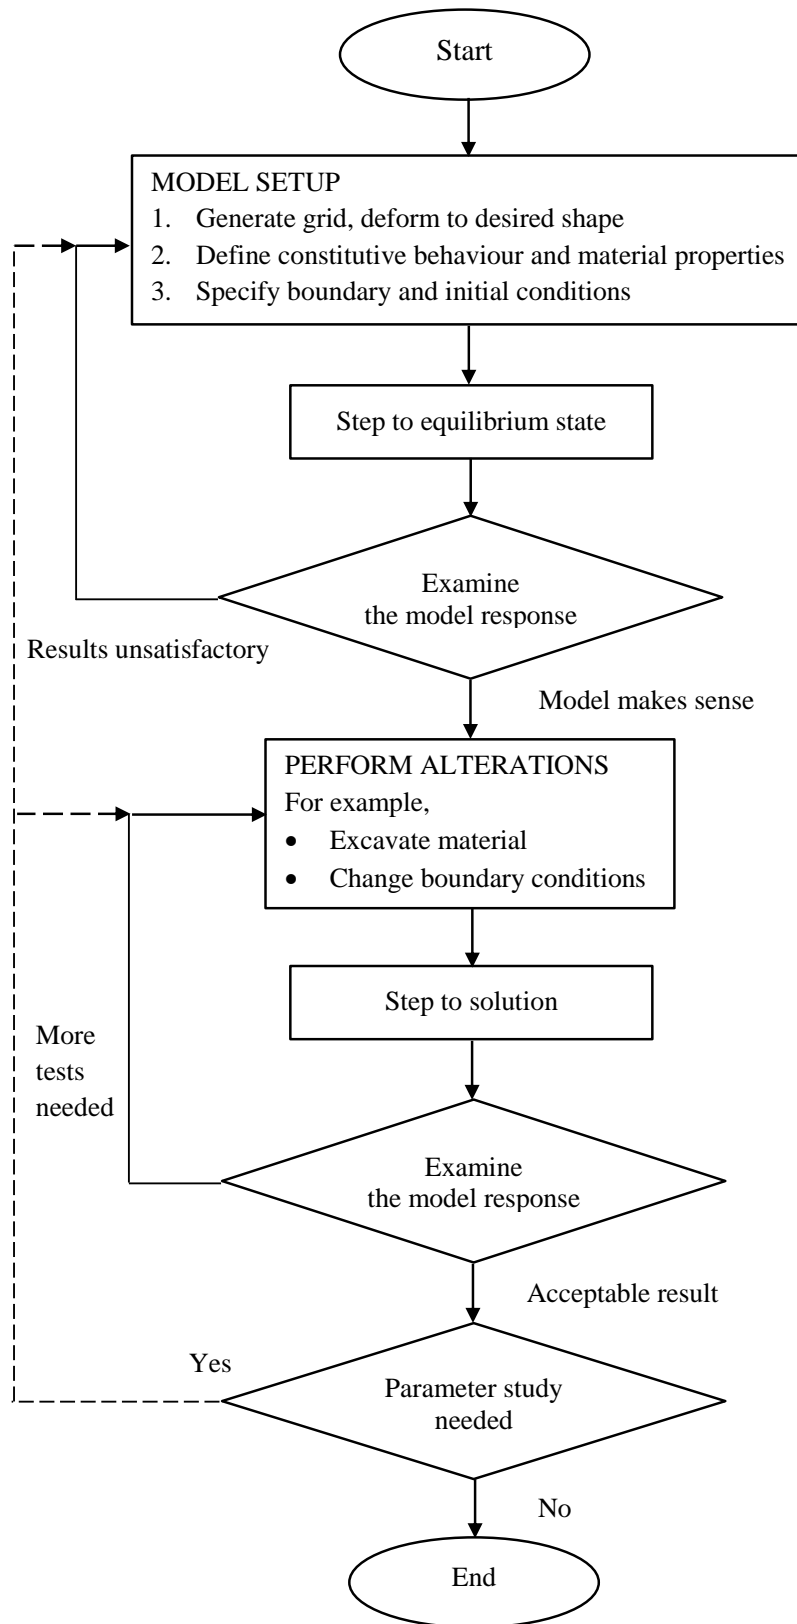 Start
MODEL SETUP
1. Generate grid, deform to desired shape
2. Define constitutive behaviour and material properties
3. Specify boundary and initial conditions
Step to equilibrium state
Examine
the model response
Results unsatisfactory
Model makes sense
PERFORM ALTERATIONS
For example,
• Excavate material
• Change boundary conditions
Step to solution
More
tests
needed
Examine
the model response
Acceptable result
Yes
Parameter study
needed
No
End